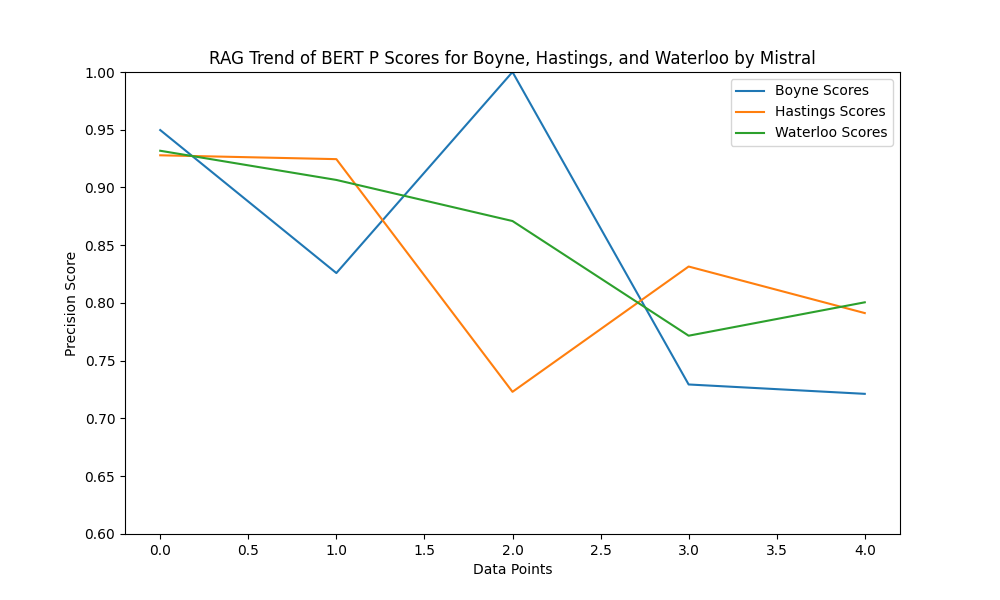 RAG Trend of BERT P Scores for Boyne, Hastings, and Waterloo by Mistral
Boyne Scores
Hastings Scores
Waterloo Scores
Precision Score
1.00
0.95
0.90
0.85
0.80
0.75
0.70
0.65
0.60
0.0 0.5 1.0 1.5 2.0 2.5 3.0 3.5 4.0
Data Points